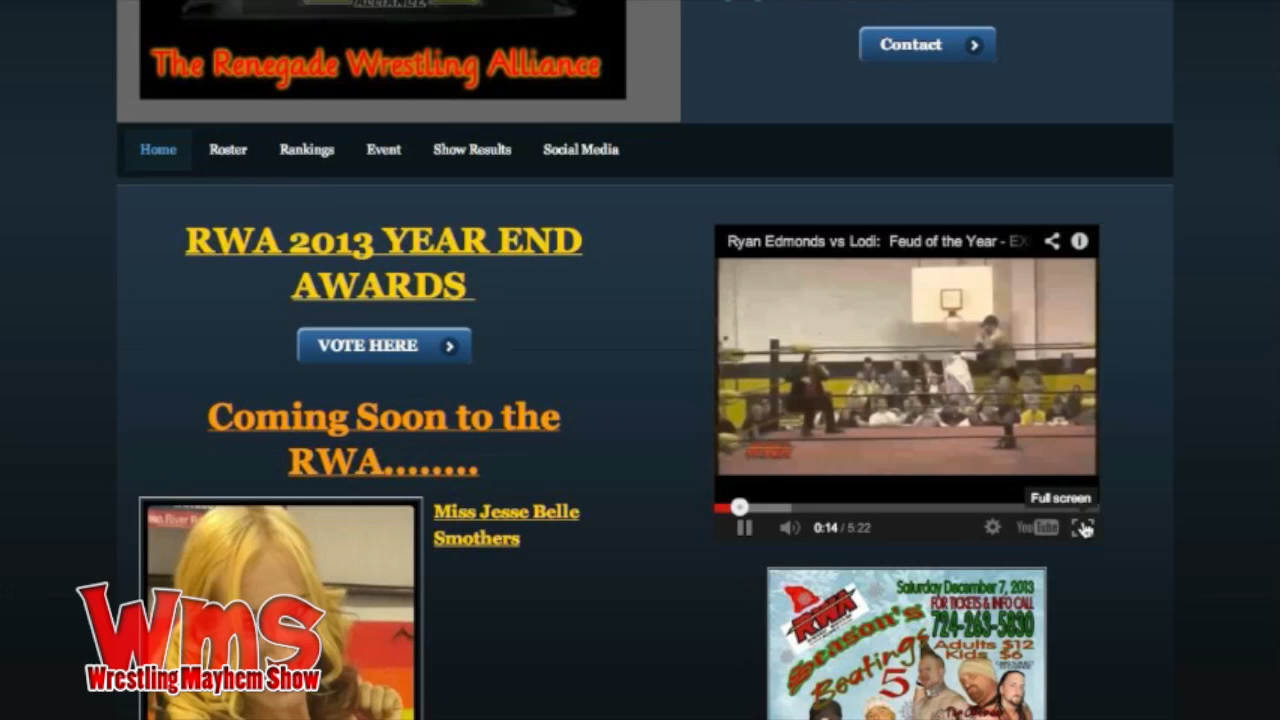 ALLIANCE
The Renegade Wrestling Alliance
Contact
Home Roster Rankings Event Show Results Social Media
RWA 2013 YEAR END
AWARDS
VOTE HERE
Coming Soon to the
RWA........
Miss Jesse Belle
Smothers
Ryan Edmonds vs Lodi: Feud of the Year - EX
Full screen
0:14 / 5:22
YouTube
Saturday December 7, 2013
FOR TICKETS & INFO CALL
724-263-5830
Adults $12
Kids $6
RWA
Season's
Beatings
5
WMS
Wrestling Mayhem Show